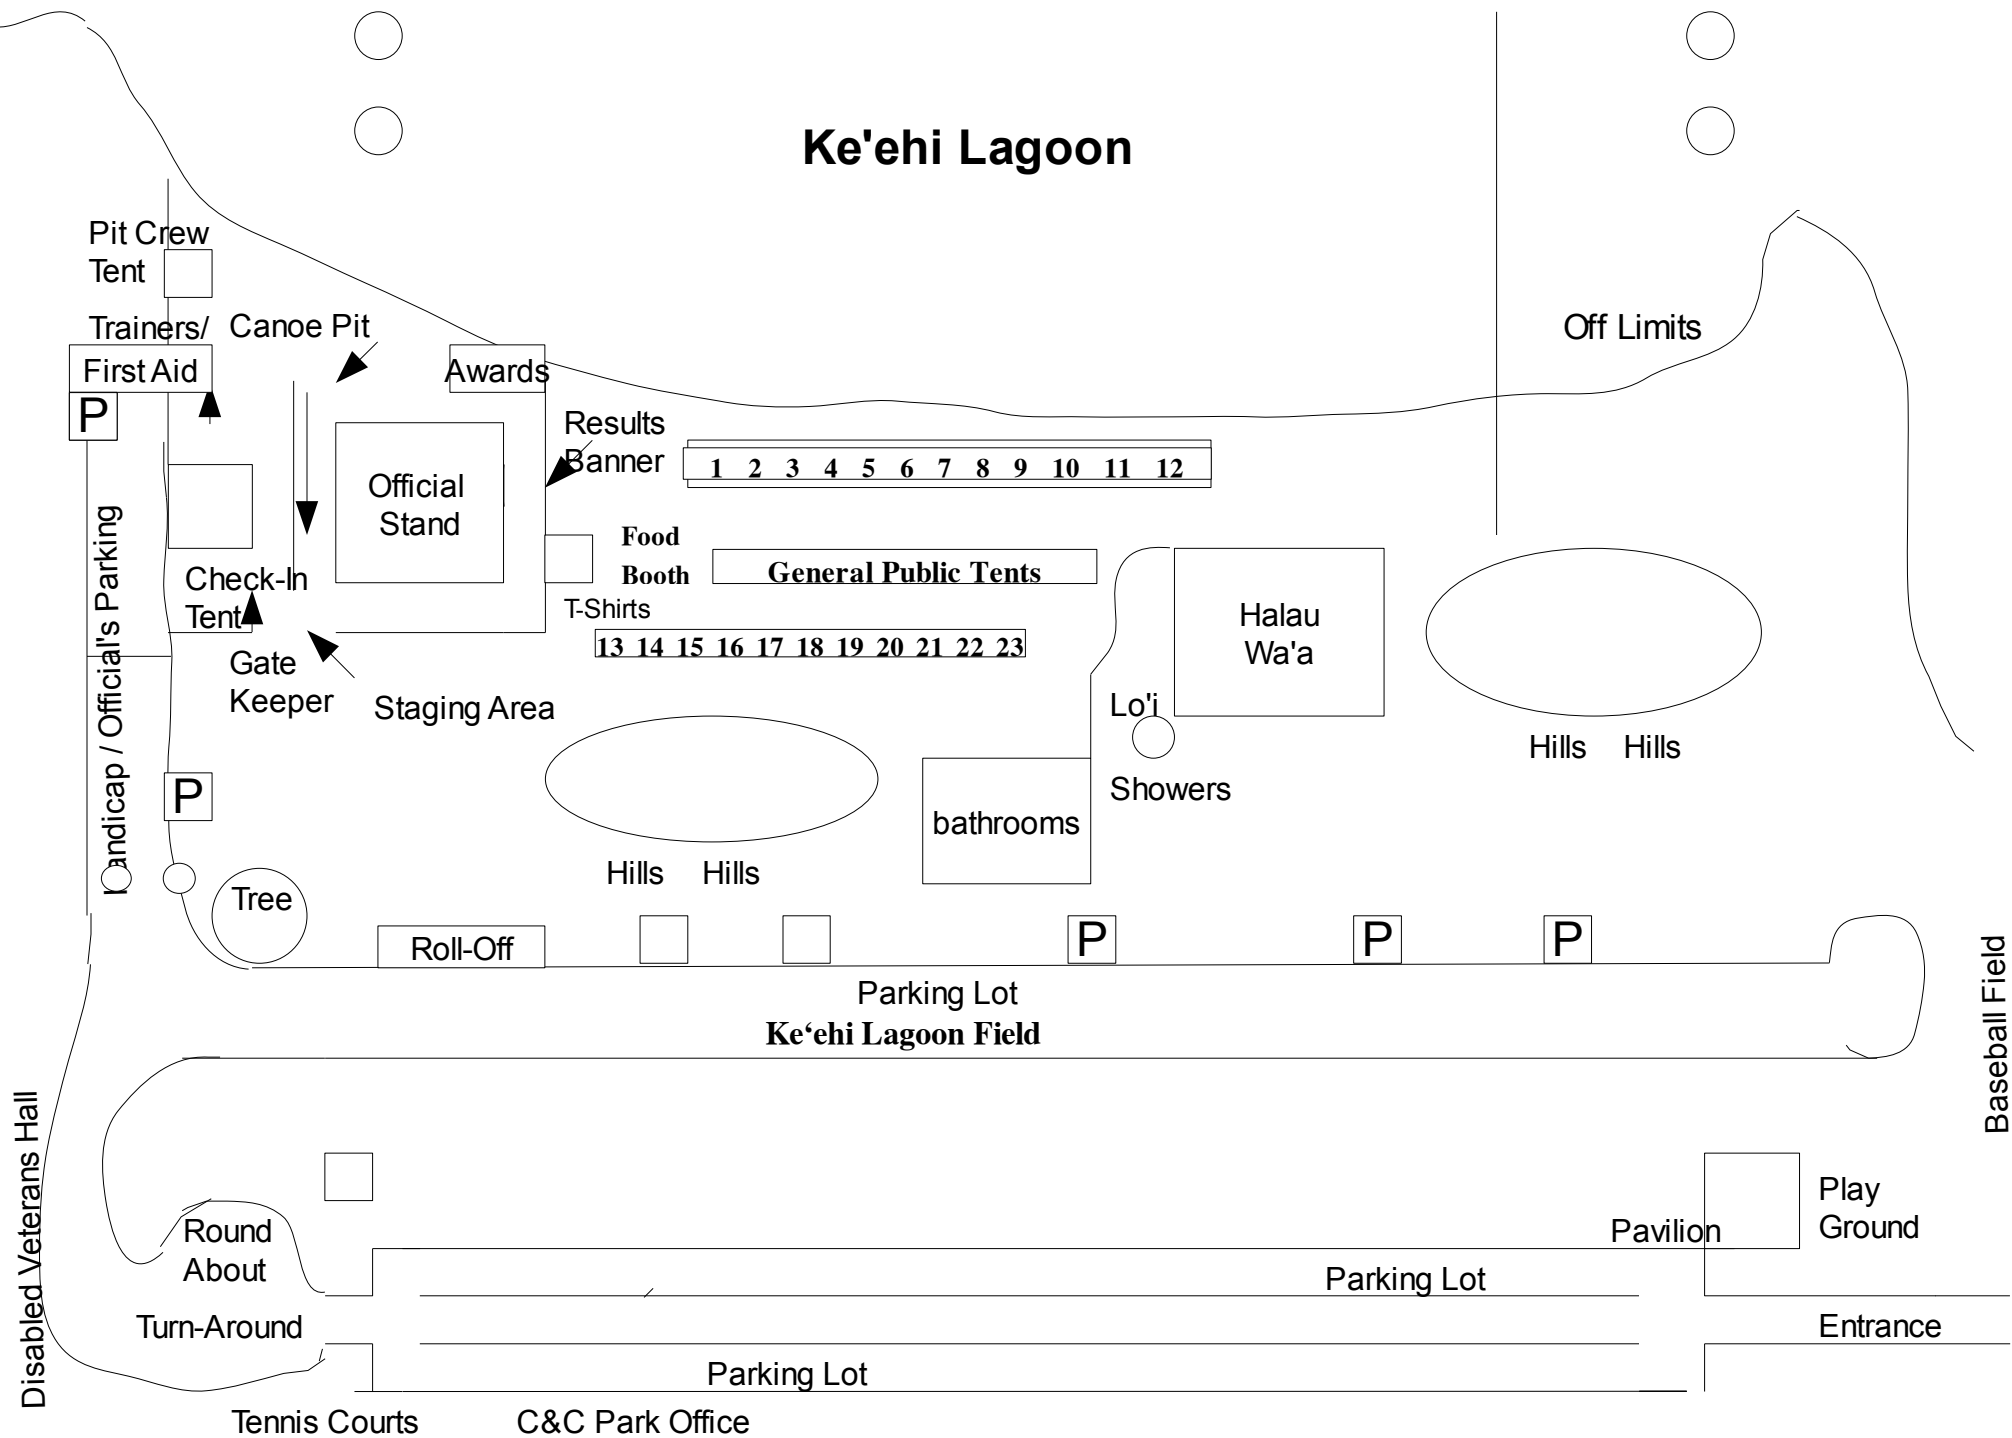 Ke'ehi Lagoon
Pit Crew
Tent
Trainers/
First Aid
P
Canoe Pit
Awards
Off Limits
Results
Banner
1 2 3 4 5 6 7 8 9 10 11 12
Official
Stand
Food
Booth
General Public Tents
T-Shirts
13 14 15 16 17 18 19 20 21 22 23
Check-In
Tent
Gate
Keeper
Staging Area
Handicap / Official's Parking
Halau
Wa'a
Lo'i
Showers
Hills Hills
P
bathrooms
Hills Hills
Tree
Roll-Off
P
P
P
Parking Lot
Ke‘ehi Lagoon Field
Baseball Field
Disabled Veterans Hall
Round
About
Turn-Around
Pavilion
Play
Ground
Parking Lot
Entrance
Parking Lot
Tennis Courts
C&C Park Office